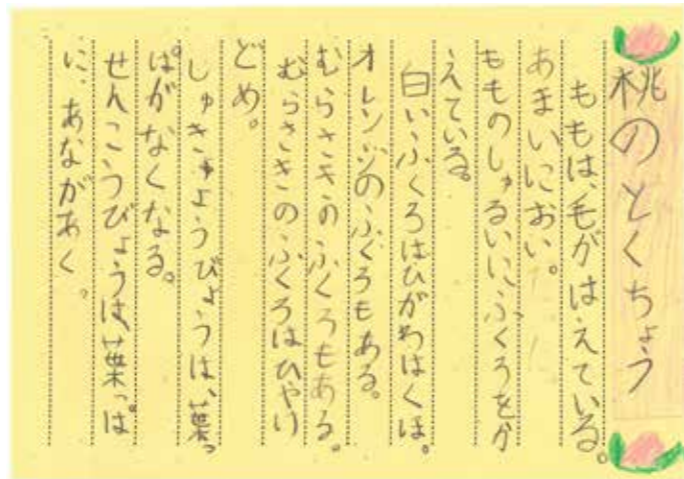 桃のとくちょう
ももは、毛がはえている。
あまいにおい。
もものしゅるいにふくろをか
えている。
白いふくろはひがわはくほ。
オレンジのふくろもある。
むらさきのふくろもある。
むらさきのふくろはひやけ
どめ。
しゅきょうびょうは、葉っ
ぱがなくなる。
せんこうびょうは、葉っぱ
に、あながあく。